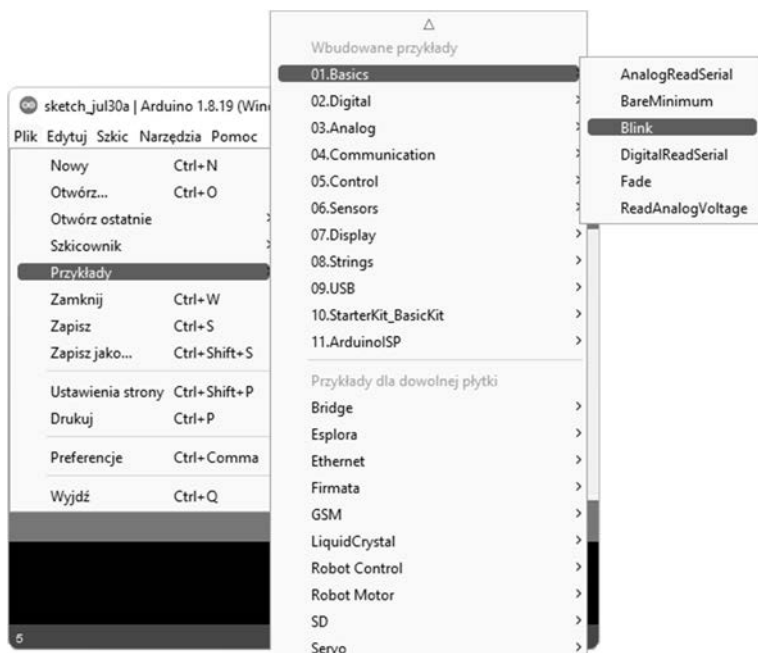 sketch_jul30a | Arduino 1.8.19 (Win
Plik Edytuj Szkic Narzędzia Pomoc
Nowy Ctrl+N
Otwórz... Ctrl+O
Otwórz ostatnie
Szkicownik
Przykłady
Zamknij Ctrl+W
Zapisz Ctrl+S
Zapisz jako... Ctrl+Shift+S
Ustawienia strony Ctrl+Shift+P
Drukuj Ctrl+P
Preferencje Ctrl+Comma
Wyjdź Ctrl+Q
5
Wbudowane przykłady
01.Basics
02.Digital
03.Analog
04.Communication
05.Control
06.Sensors
07.Display
08.Strings
09.USB
10.StarterKit_BasicKit
11.ArduinoISP
Przykłady dla dowolnej płytki
Bridge
Esplora
Ethernet
Firmata
GSM
LiquidCrystal
Robot Control
Robot Motor
SD
Servo
AnalogReadSerial
BareMinimum
Blink
DigitalReadSerial
Fade
ReadAnalogVoltage